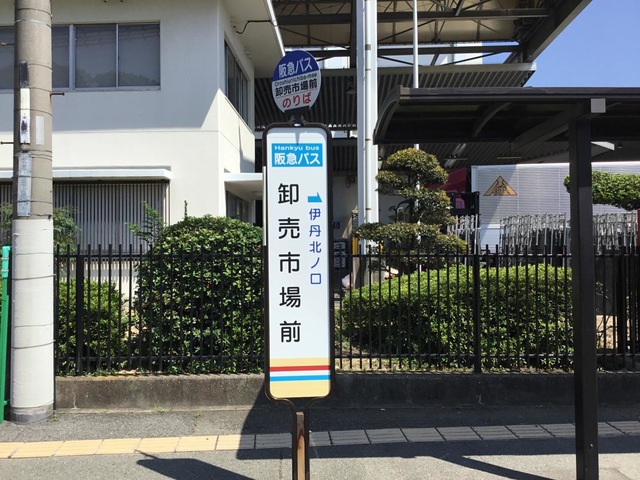 阪急バス
Oroshiuriichiba-mae
卸売市場前
のりば
Hankyu bus
阪急バス
卸売市場前
伊丹北ノ口